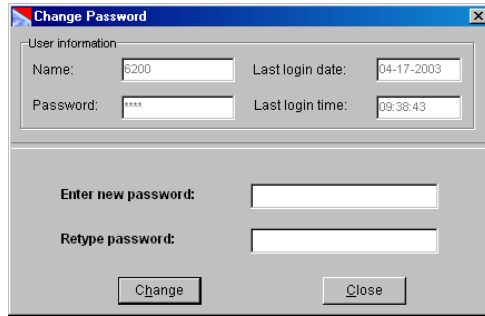 Change Password
User information
Name: 6200 Last login date: 04-17-2003
Password: **** Last login time: 09:38:43
Enter new password:
Retype password:
Change Close